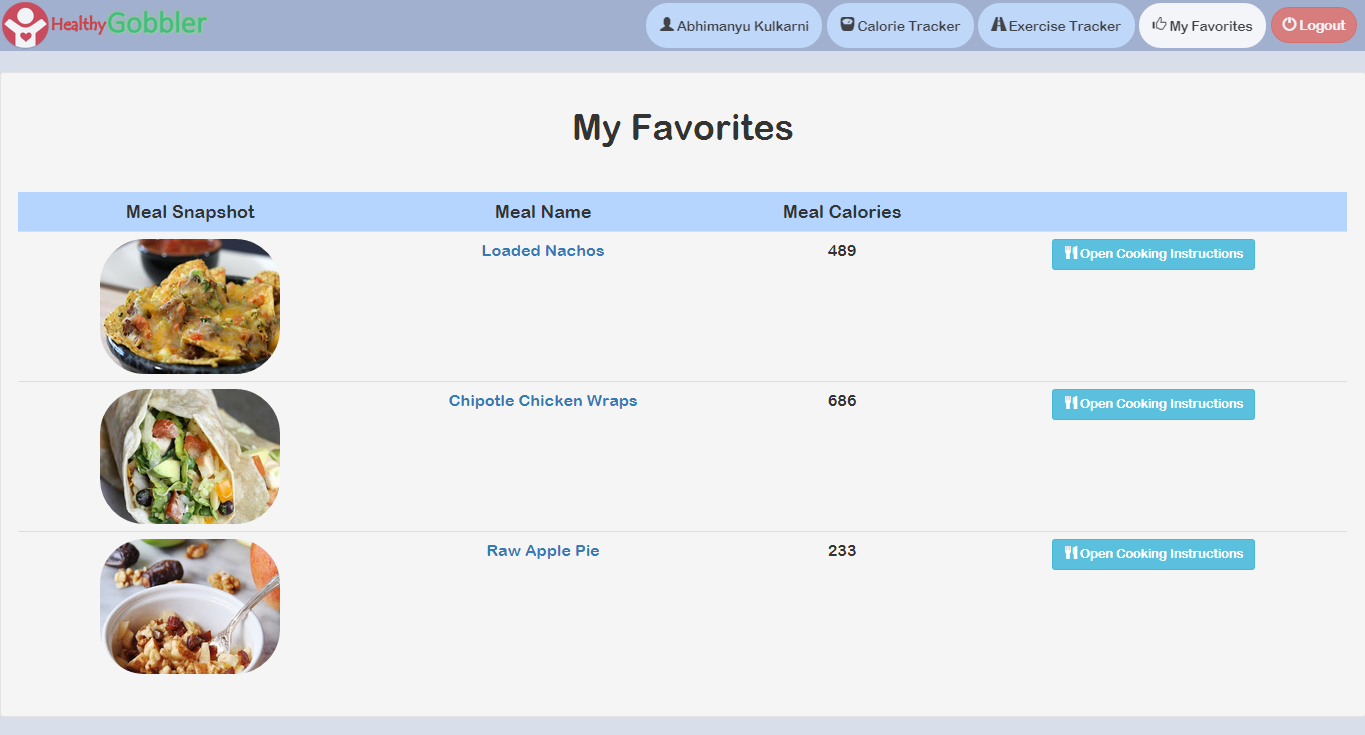 HealthyGobbler
Abhimanyu Kulkarni Calorie Tracker Exercise Tracker My Favorites Logout
My Favorites
Meal Snapshot Meal Name Meal Calories
Loaded Nachos 489 Open Cooking Instructions
Chipotle Chicken Wraps 686 Open Cooking Instructions
Raw Apple Pie 233 Open Cooking Instructions